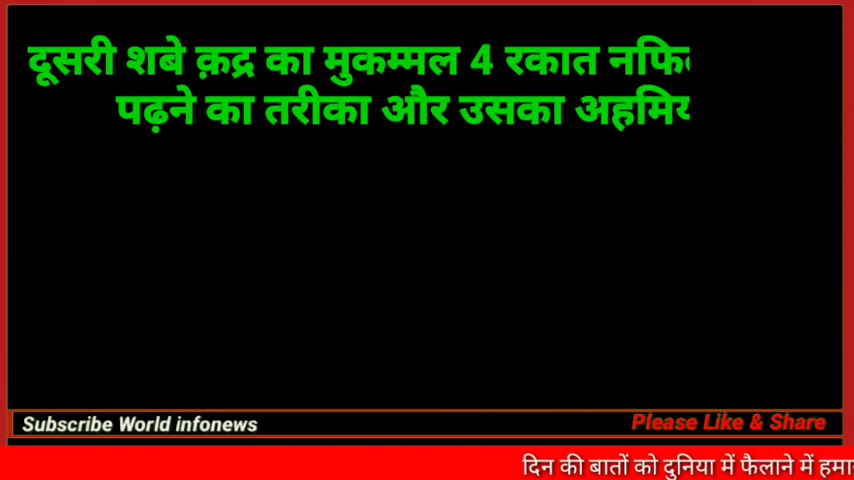 दूसरी शबे क़द्र का मुकम्मल 4 रकात
पढ़ने का तरीका और उसका
Subscribe World infonews
Please Like & Share
दिन की बातों को दुनिया में फैलाने में